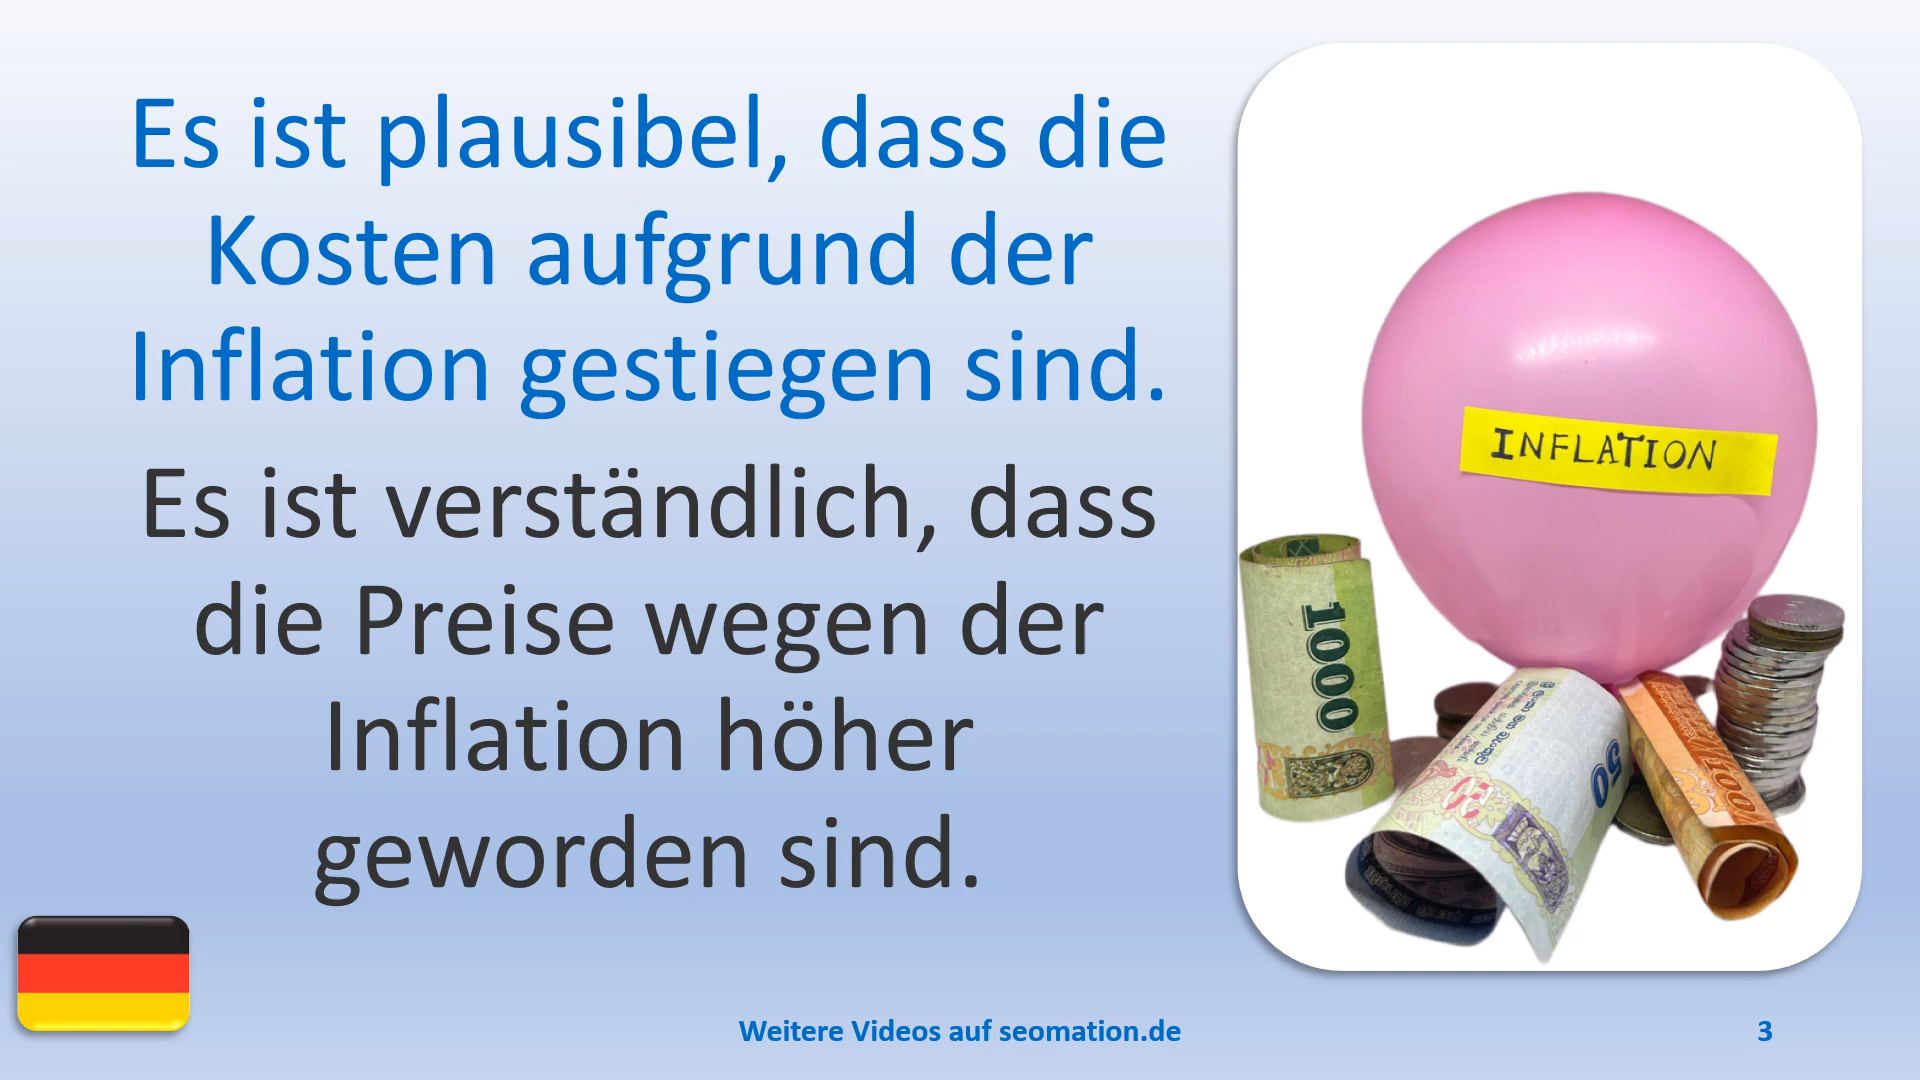 Es ist plausibel, dass die
Kosten aufgrund der
Inflation gestiegen sind.
Es ist verständlich, dass
die Preise wegen der
Inflation höher
geworden sind.
INFLATION
1000
50
Weitere Videos auf seomation.de
3